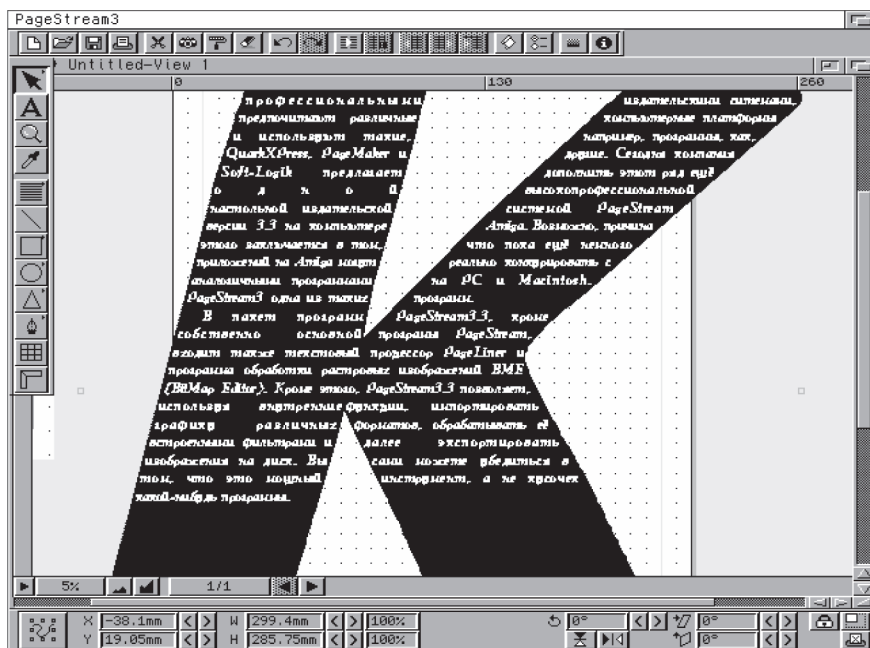 PageStream3
Untitled-View 1
0 130 260
профессиональными издательскими ситемами,
предпочитают различные компьютерные платформы
и используют такие, например, программы, как,
QuarkXPress, PageMaker и другие. Сегодня компания
Soft-Logik предлагает дополнить этот ряд ещё
одной высокопрофессиональной
настольной издательской системой PageStream
версии 3.3 на компьютере Amiga. Возможно, причина
этого заключается в том, что пока ещё немного
приложений на Amiga могут реально конкурировать с
аналогичными программами на PC и Macintosh.
PageStream3 одна из таких программ.
В пакет программ PageStream3.3, кроме
собственно основной програмы PageStream,
входит также текстовый процессор PageLiner и
программа обработки растровых изображений BME
(BitMap Editor). Кроме этого, PageStream3.3 позволяет,
используя внутренние функции, импортировать
графику различных форматов, обрабатывать её
встроенными фильтрами и далее экспортировать
изображения на диск. Вы сами можете убедиться в
том, что это мощный инструмент, а не кусочек
какой-нибудь программы.
5% 1/1
X -38.1mm W 299.4mm 100% 0° 0°
Y 19.05mm H 285.75mm 100% 0°